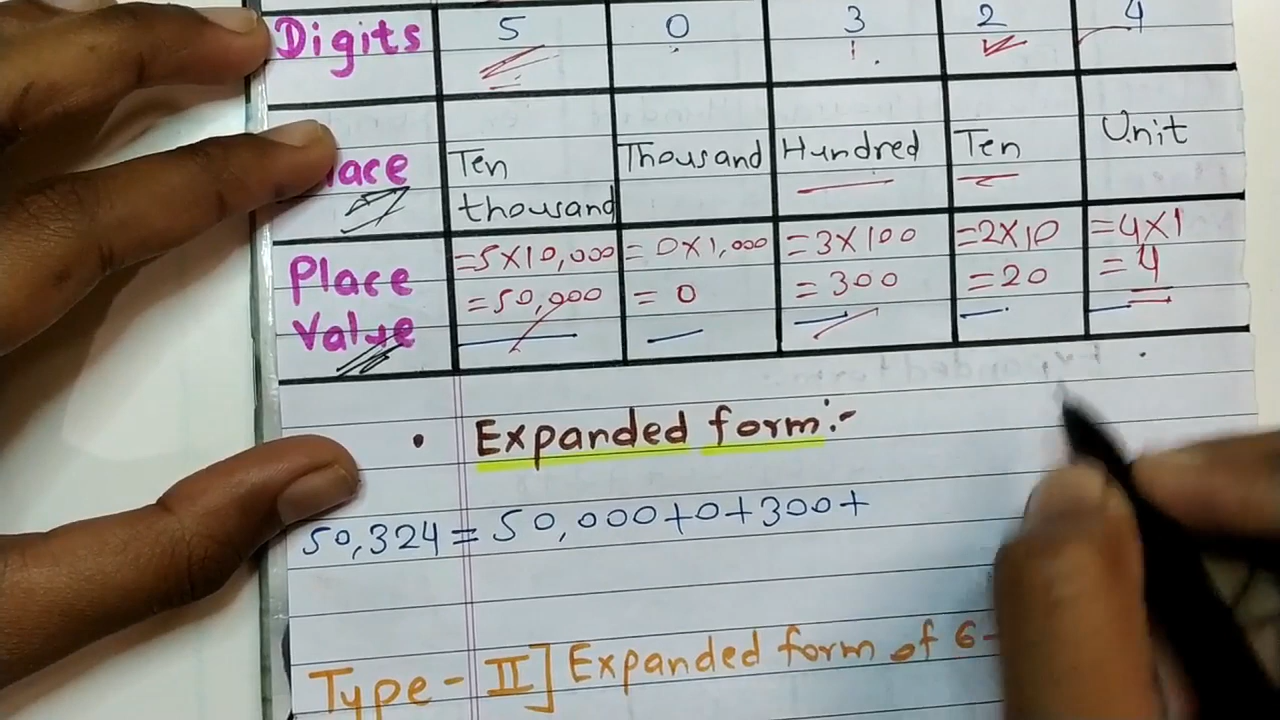 Digits 5 0 3 2 4
lace Ten Thousand Hundred Ten Unit
thousand
Place =5×10,000 = 0×1,000 =3×100 =2×10 =4×1
Value =50,000 = 0 = 300 =20 = 4
• Expanded form:-
50,324 = 50,000+0+300+
Type - II] Expanded form of 6-